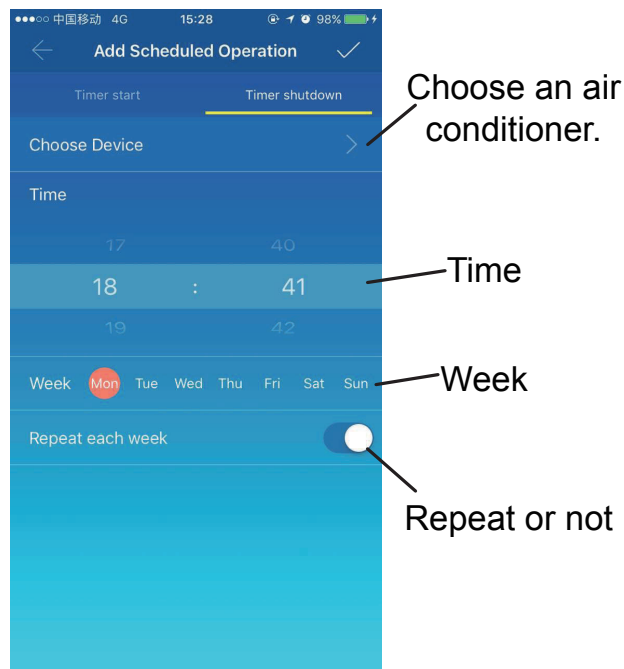 中国移动 4G 15:28 98%
Add Scheduled Operation
Timer start Timer shutdown
Choose an air
conditioner.
Choose Device
Time
17 40
18 : 41
Time
19 42
Week Mon Tue Wed Thu Fri Sat Sun
Week
Repeat each week
Repeat or not